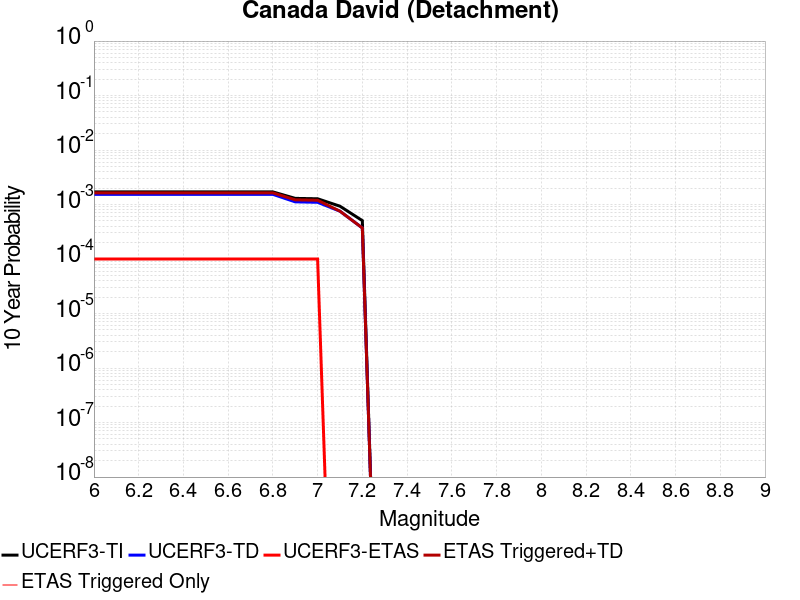 Canada David (Detachment)
10 0
10 -1
10 -2
10 -3
10 -4
10 -5
10 -6
10 -7
10 -8
10 Year Probability
6 6.2 6.4 6.6 6.8 7 7.2 7.4 7.6 7.8 8 8.2 8.4 8.6 8.8 9
Magnitude
UCERF3-TI UCERF3-TD UCERF3-ETAS ETAS Triggered+TD
ETAS Triggered Only